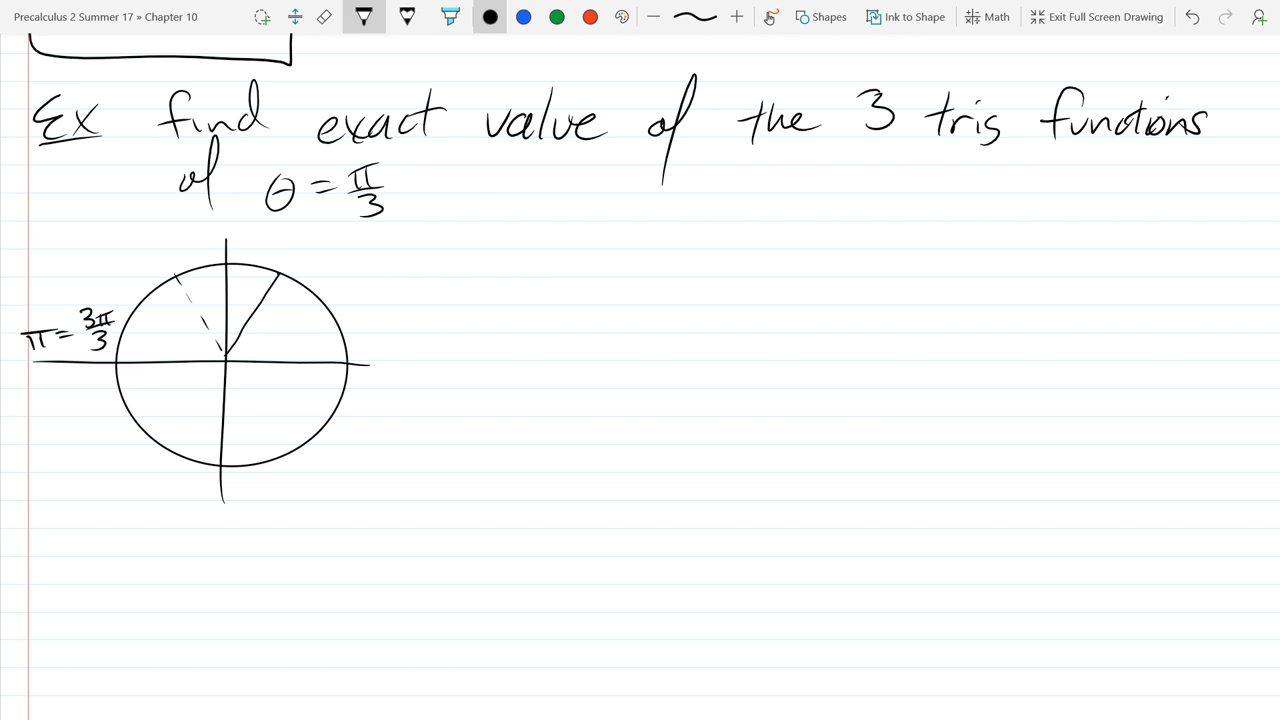 Precalculus 2 Summer 17 » Chapter 10
Shapes
Ink to Shape
Math
Exit Full Screen Drawing
Ex find exact value of the 3 trig functions
of θ = π/3
π = 3π/3